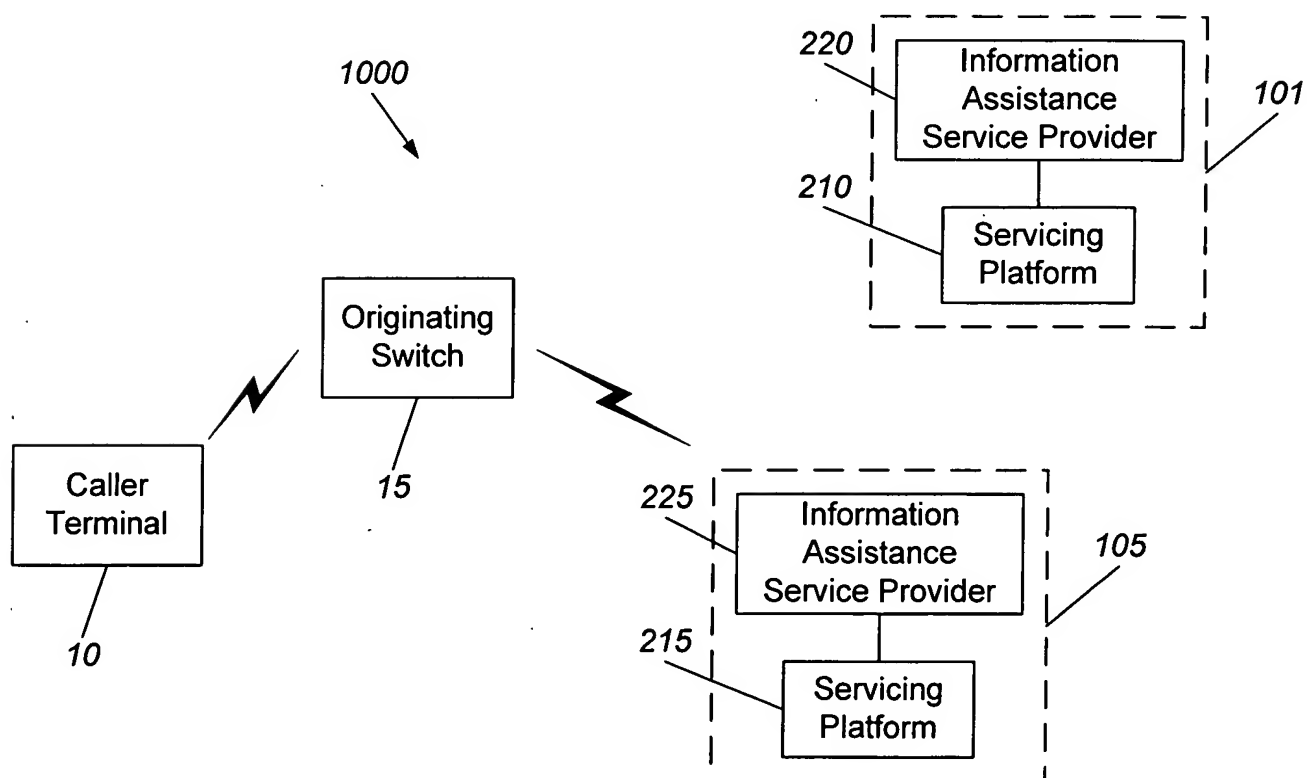 220
Information
Assistance
Service Provider
101
1000
210
Servicing
Platform
Originating
Switch
15
Caller
Terminal
10
225
Information
Assistance
Service Provider
105
215
Servicing
Platform